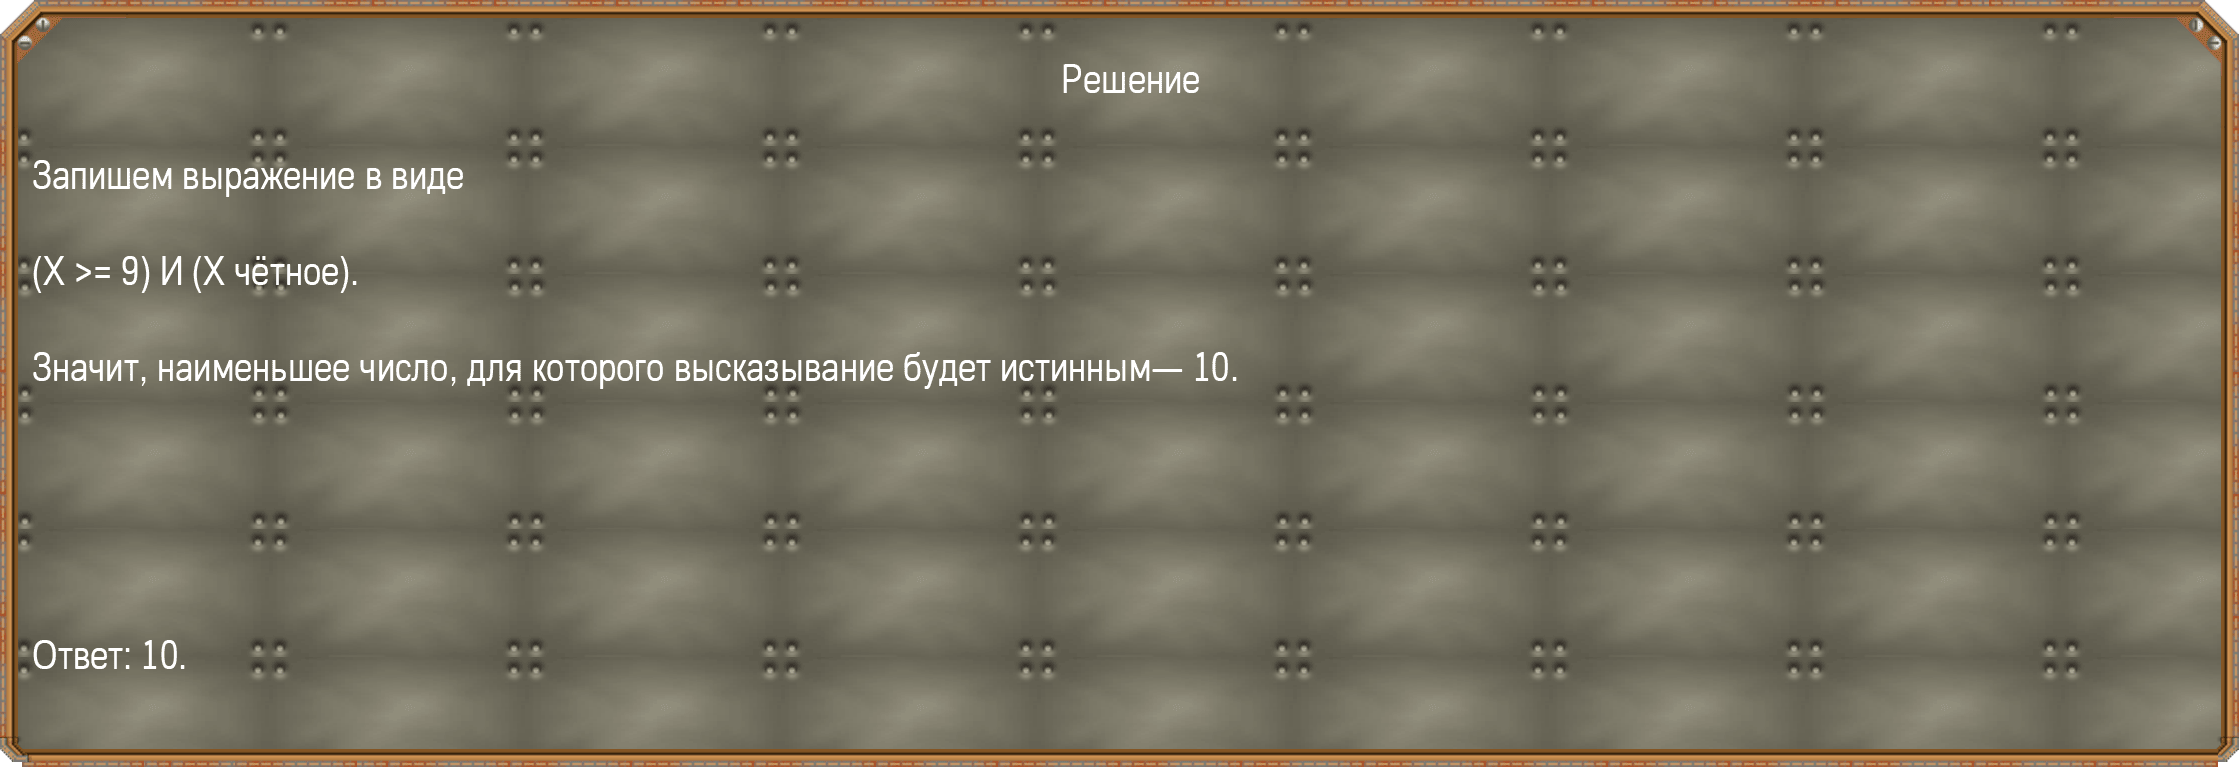 Решение
Запишем выражение в виде
(X >= 9) И (X чётное).
Значит, наименьшее число, для которого высказывание будет истинным— 10.
Ответ: 10.